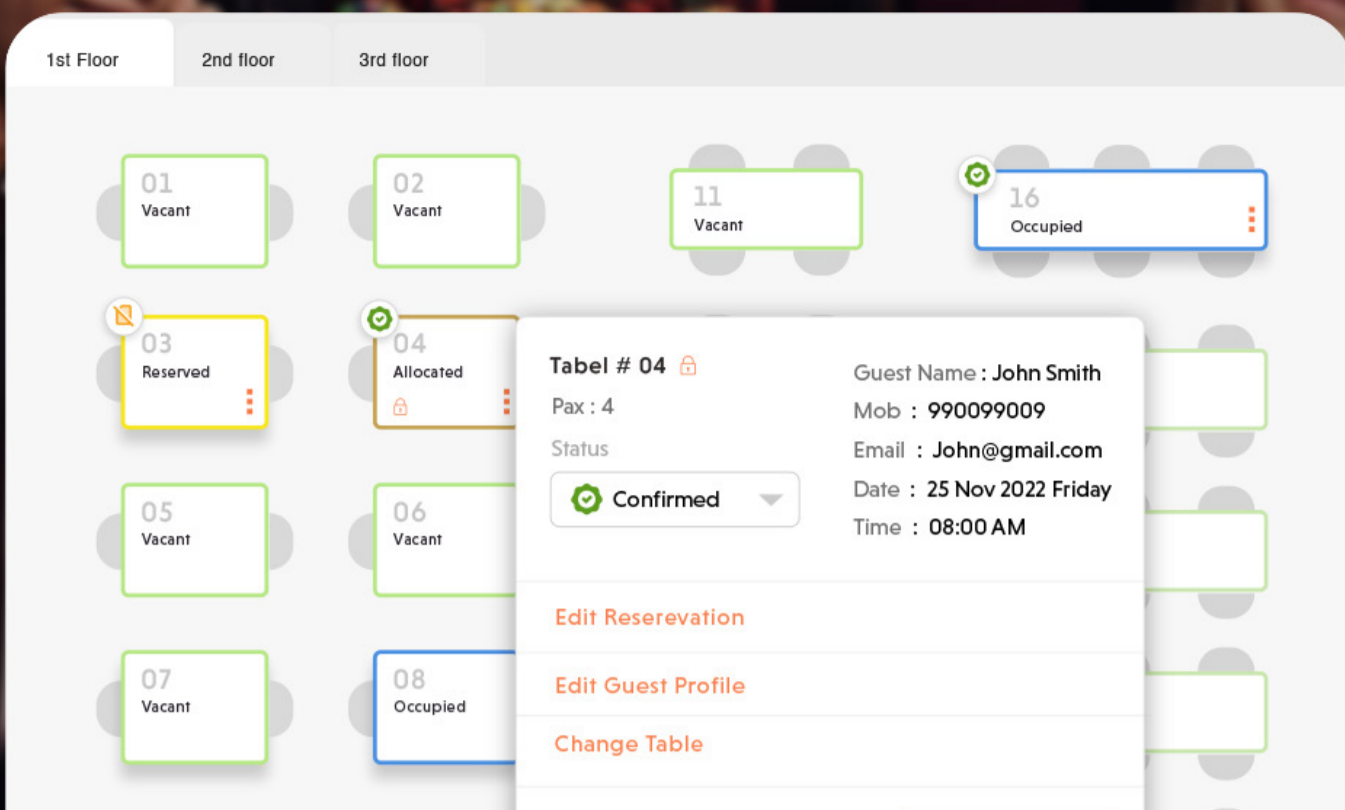 1st Floor
2nd floor
3rd floor
01
Vacant
02
Vacant
11
Vacant
16
Occupied
03
Reserved
04
Allocated
Tabel # 04
Pax : 4
Status
Confirmed
Guest Name : John Smith
Mob : 990099009
Email : John@gmail.com
Date : 25 Nov 2022 Friday
Time : 08:00 AM
05
Vacant
06
Vacant
Edit Reserevation
07
Vacant
08
Occupied
Edit Guest Profile
Change Table